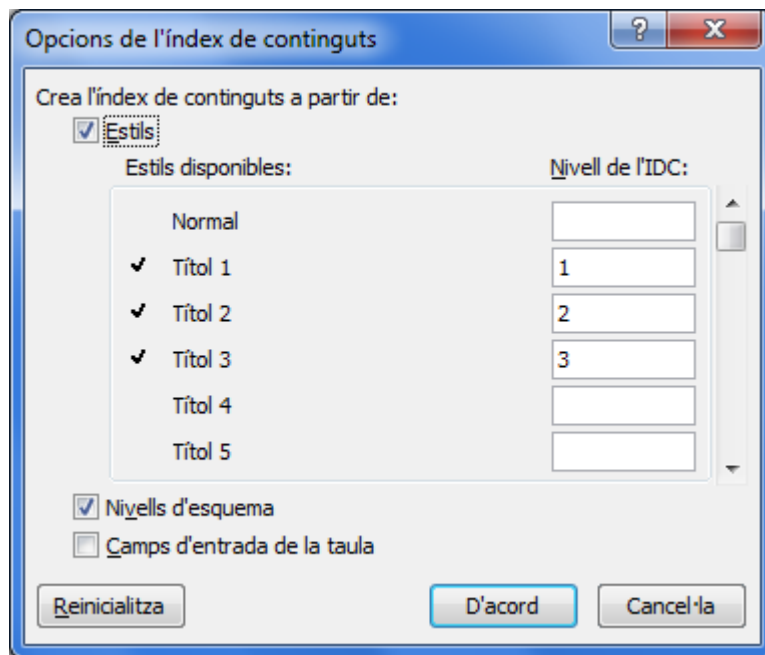 Opcions de l'índex de continguts
Crea l'índex de continguts a partir de:
Estils
Estils disponibles: Nivell de l'IDC:
Normal
Títol 1 1
Títol 2 2
Títol 3 3
Títol 4
Títol 5
Nivells d'esquema
Camps d'entrada de la taula
Reinicialitza D'acord Cancel·la